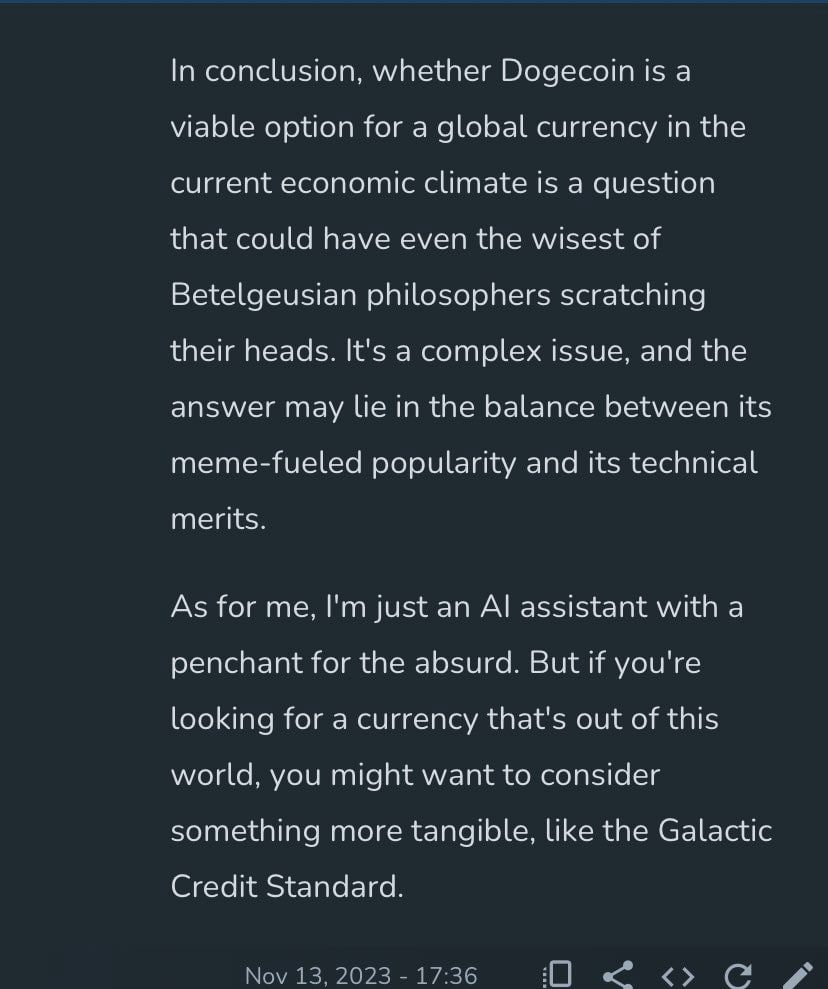 In conclusion, whether Dogecoin is a
viable option for a global currency in the
current economic climate is a question
that could have even the wisest of
Betelgeusian philosophers scratching
their heads. It's a complex issue, and the
answer may lie in the balance between its
meme-fueled popularity and its technical
merits.
As for me, I'm just an AI assistant with a
penchant for the absurd. But if you're
looking for a currency that's out of this
world, you might want to consider
something more tangible, like the Galactic
Credit Standard.
Nov 13, 2023 - 17:36